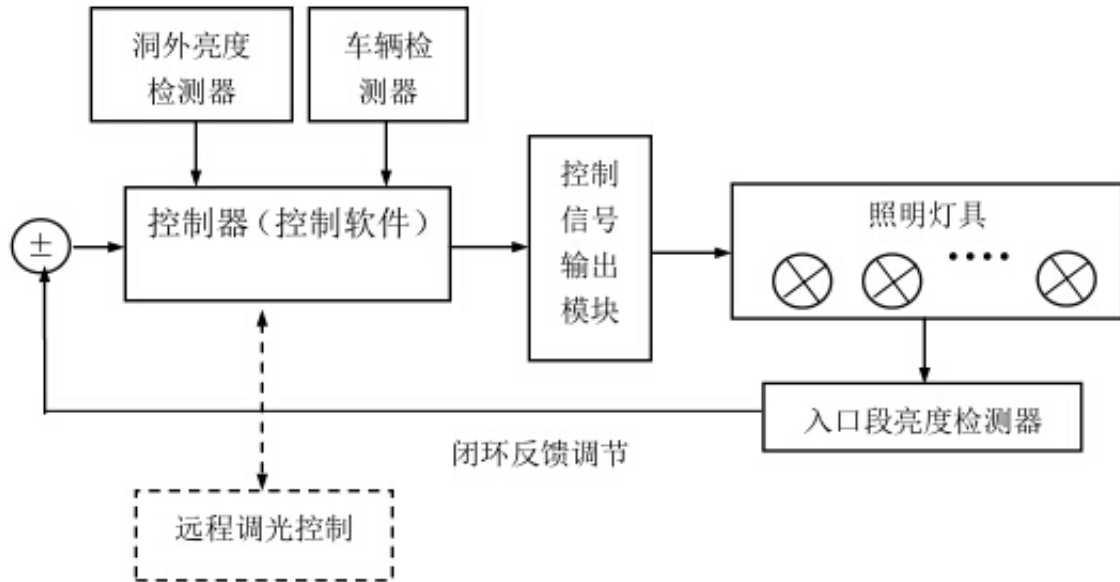 洞外亮度
检测器
车辆检
测器
控制
信号
输出
模块
控制器（控制软件）
照明灯具
±
入口段亮度检测器
闭环反馈调节
远程调光控制